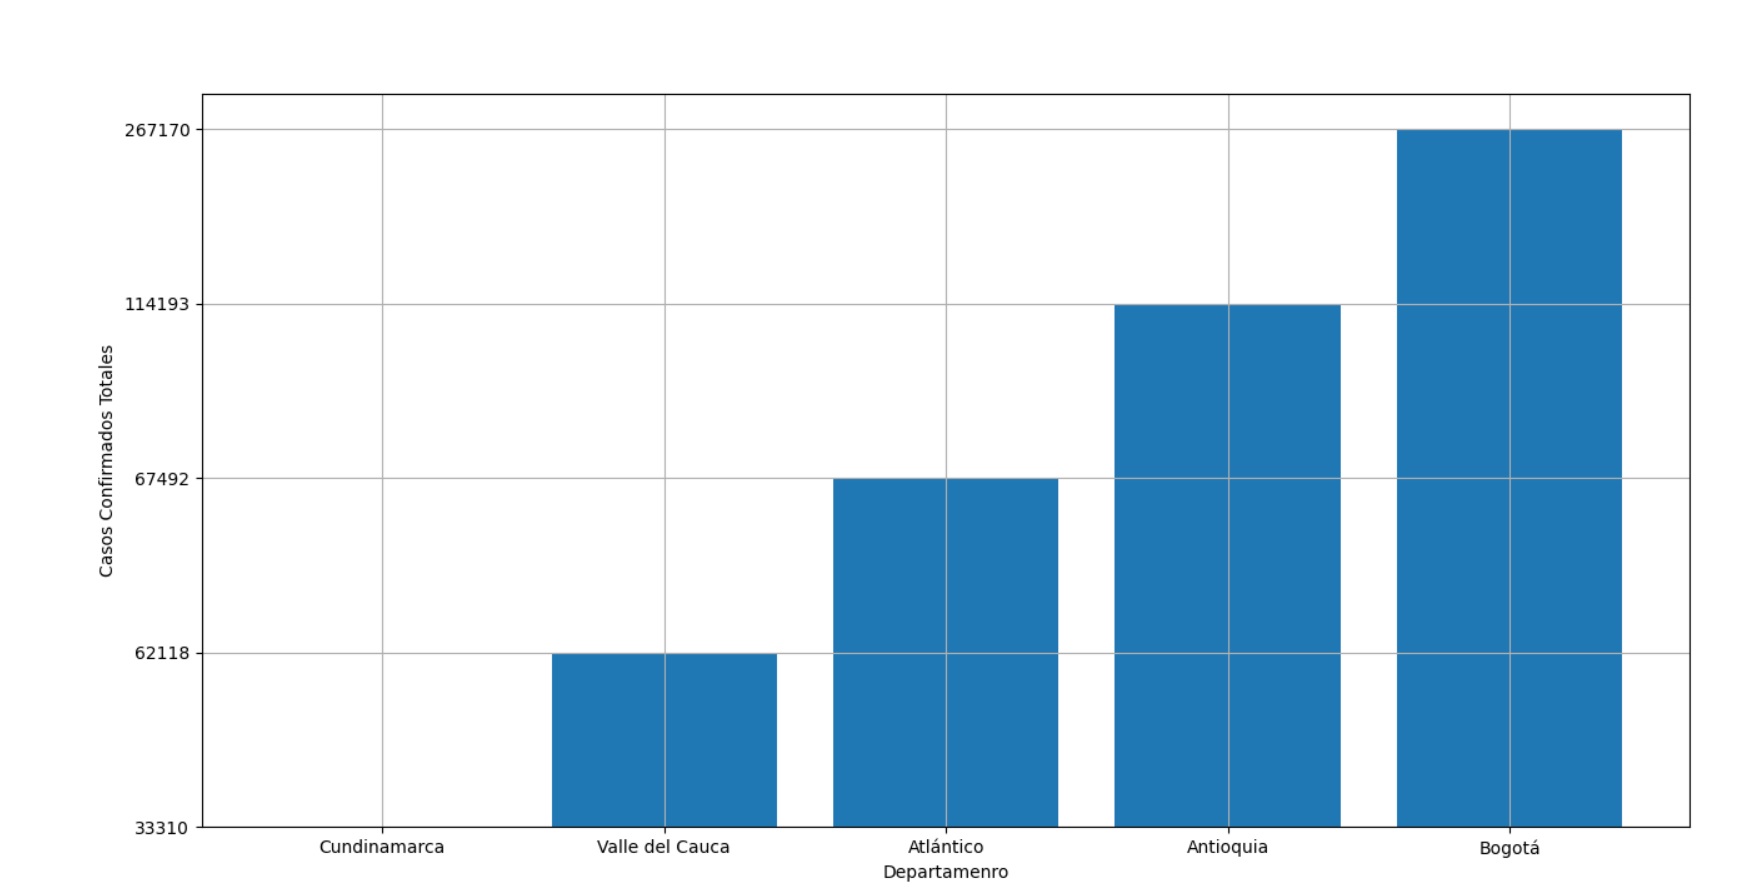 267170
114193
67492
62118
33310
Casos Confirmados Totales
Cundinamarca
Valle del Cauca
Atlántico
Antioquia
Bogotá
Departamenro